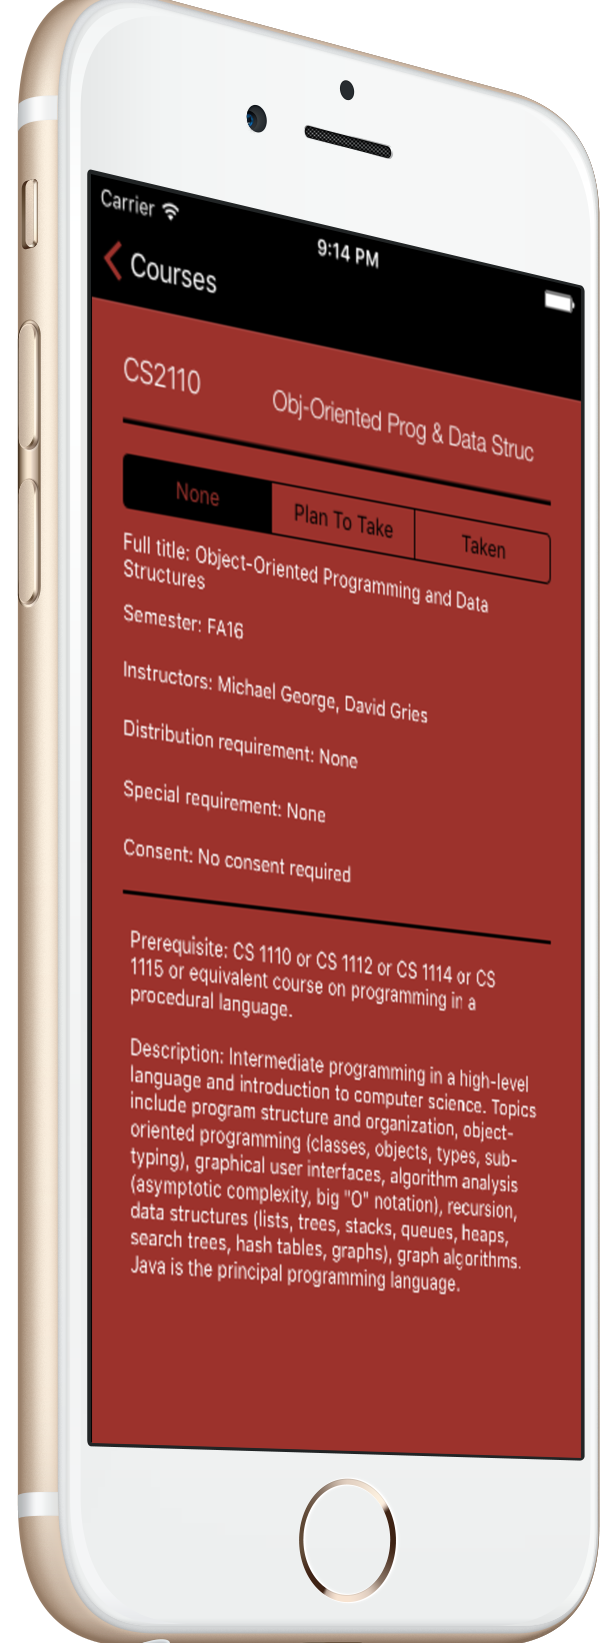 Carrier
9:14 PM
Courses
CS2110
Obj-Oriented Prog & Data Struc
None
Plan To Take
Taken
Full title: Object-Oriented Programming and Data
Structures
Semester: FA16
Instructors: Michael George, David Gries
Distribution requirement: None
Special requirement: None
Consent: No consent required
Prerequisite: CS 1110 or CS 1112 or CS 1114 or CS
1115 or equivalent course on programming in a
procedural language.
Description: Intermediate programming in a high-level
language and introduction to computer science. Topics
include program structure and organization, object-
oriented programming (classes, objects, types, sub-
typing), graphical user interfaces, algorithm analysis
(asymptotic complexity, big "O" notation), recursion,
data structures (lists, trees, stacks, queues, heaps,
search trees, hash tables, graphs), graph algorithms.
Java is the principal programming language.